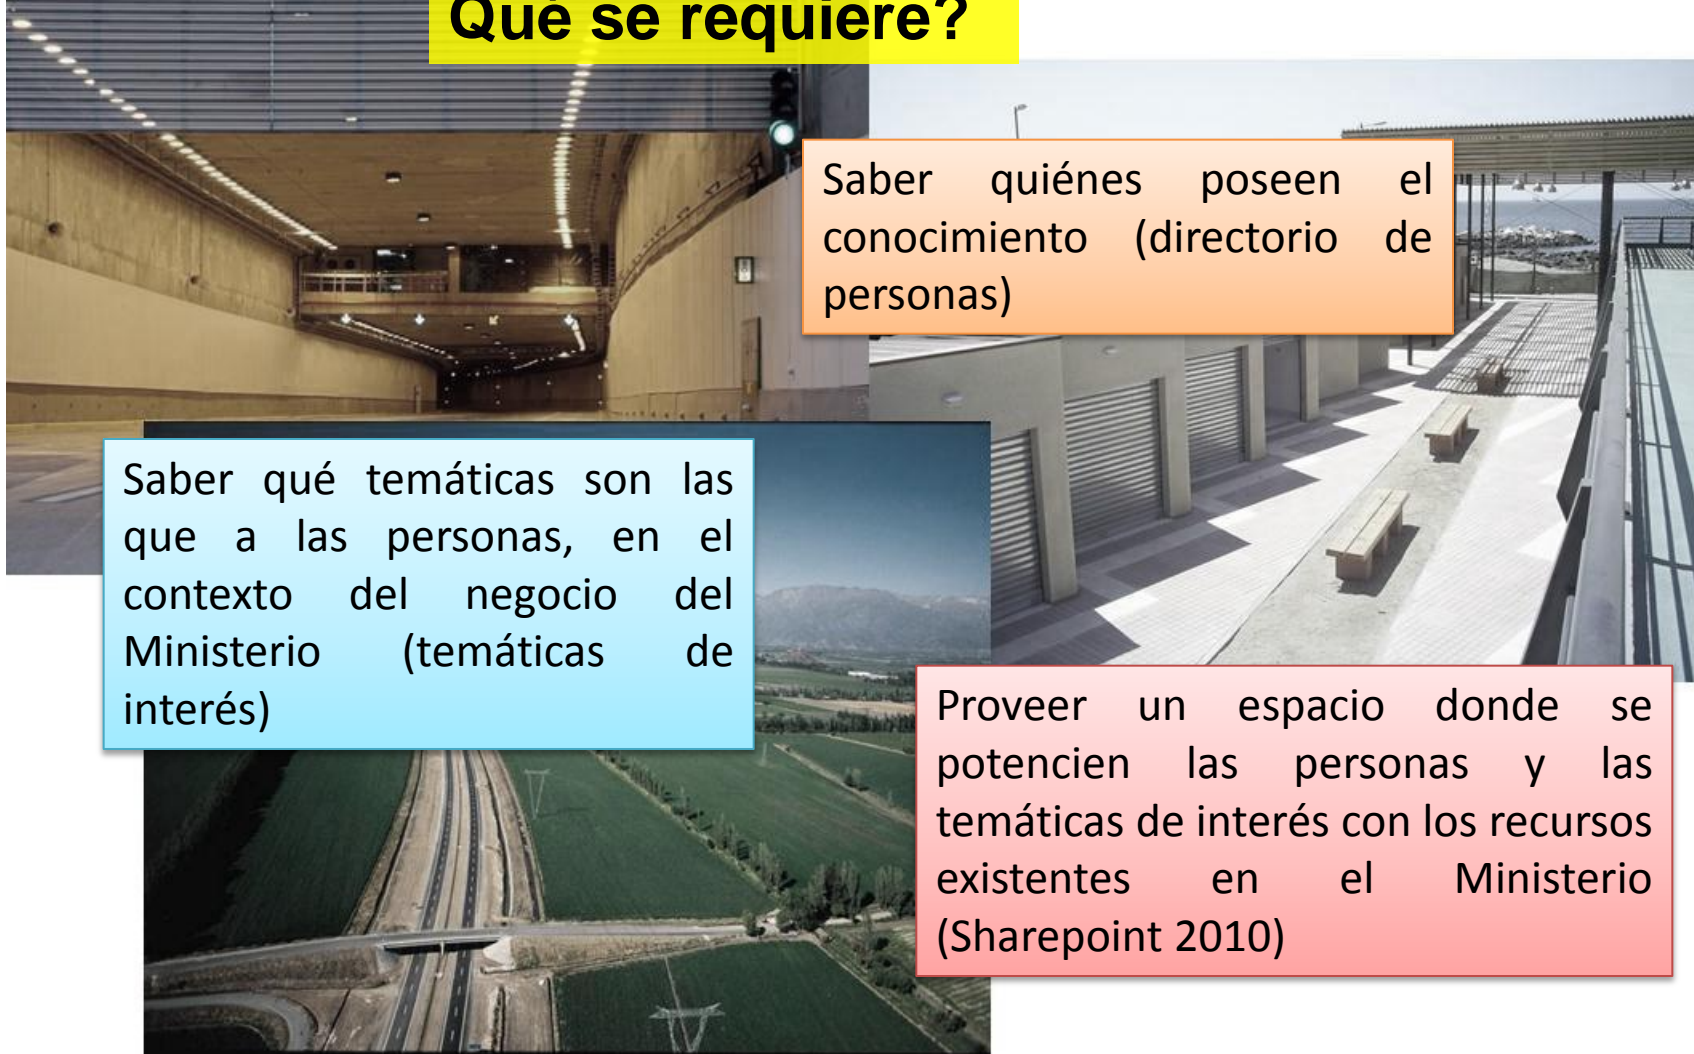 Qué se requiere?
Saber quiénes poseen el
conocimiento (directorio de
personas)
Saber qué temáticas son las
que a las personas, en el
contexto del negocio del
Ministerio (temáticas de
interés)
Proveer un espacio donde se
potencien las personas y las
temáticas de interés con los recursos
existentes en el Ministerio
(Sharepoint 2010)